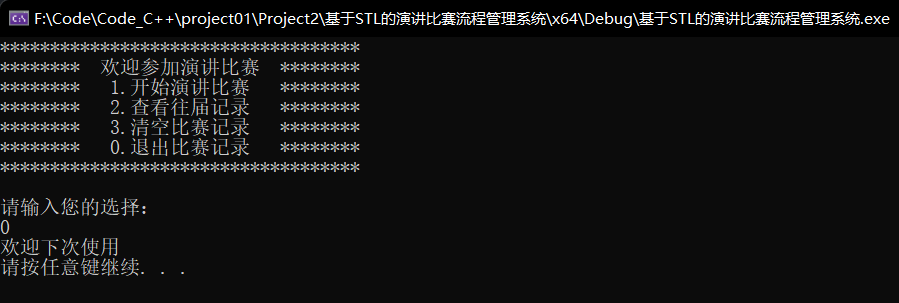 F:\Code\Code_C++\project01\Project2\基于STL的演讲比赛流程管理系统\x64\Debug\基于STL的演讲比赛流程管理系统.exe
************************************
********  欢迎参加演讲比赛  ********
********   1.开始演讲比赛   ********
********   2.查看往届记录   ********
********   3.清空比赛记录   ********
********   0.退出比赛记录   ********
************************************
请输入您的选择：
0
欢迎下次使用
请按任意键继续. . .